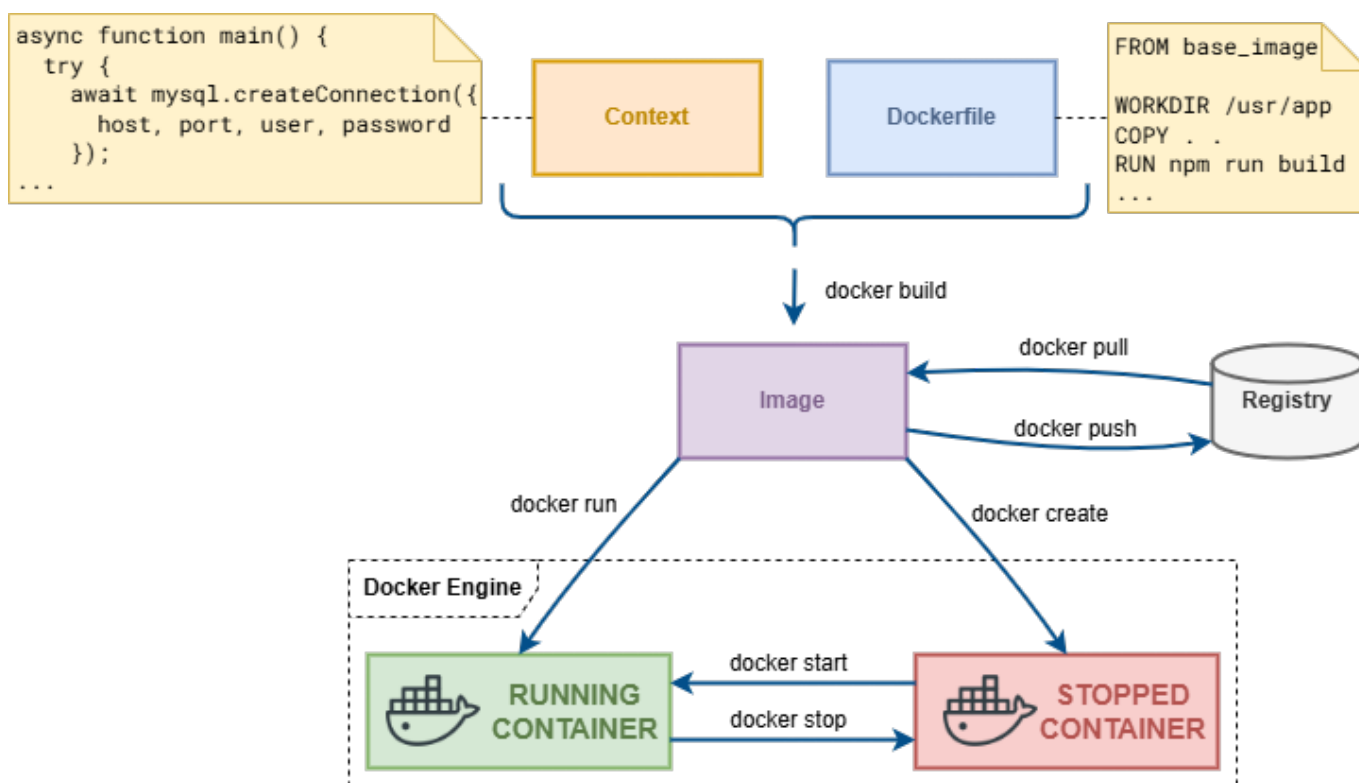 async function main() {
  try {
    await mysql.createConnection({
      host, port, user, password
    });
...
Context
Dockerfile
FROM base_image
WORKDIR /usr/app
COPY . .
RUN npm run build
...
docker build
docker pull
Image
Registry
docker push
docker run
docker create
Docker Engine
docker start
RUNNING
CONTAINER
STOPPED
CONTAINER
docker stop